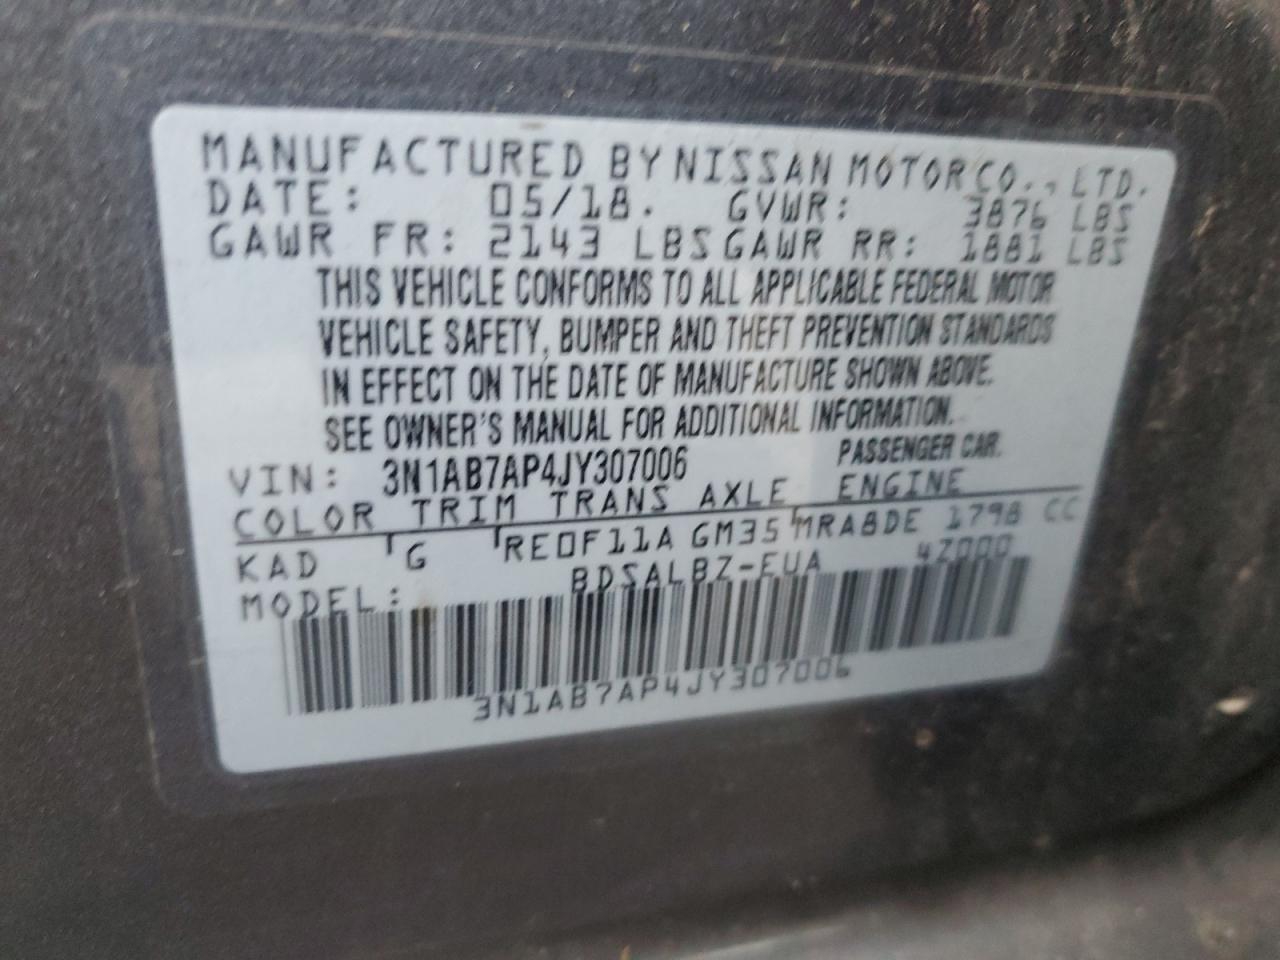 MANUFACTURED BY NISSAN MOTOR CO., LTD.
DATE: 05/18. GVWR: 3876 LBS
GAWR FR: 2143 LBS GAWR RR: 1881 LBS
THIS VEHICLE CONFORMS TO ALL APPLICABLE FEDERAL MOTOR
VEHICLE SAFETY, BUMPER AND THEFT PREVENTION STANDARDS
IN EFFECT ON THE DATE OF MANUFACTURE SHOWN ABOVE.
SEE OWNER'S MANUAL FOR ADDITIONAL INFORMATION.
VIN: 3N1AB7AP4JY307006 PASSENGER CAR.
COLOR TRIM TRANS AXLE ENGINE
KAD G RE0F11A GM35 MRA8DE 1798 CC
MODEL: BDSALBZ-EUA 4Z000
3N1AB7AP4JY307006